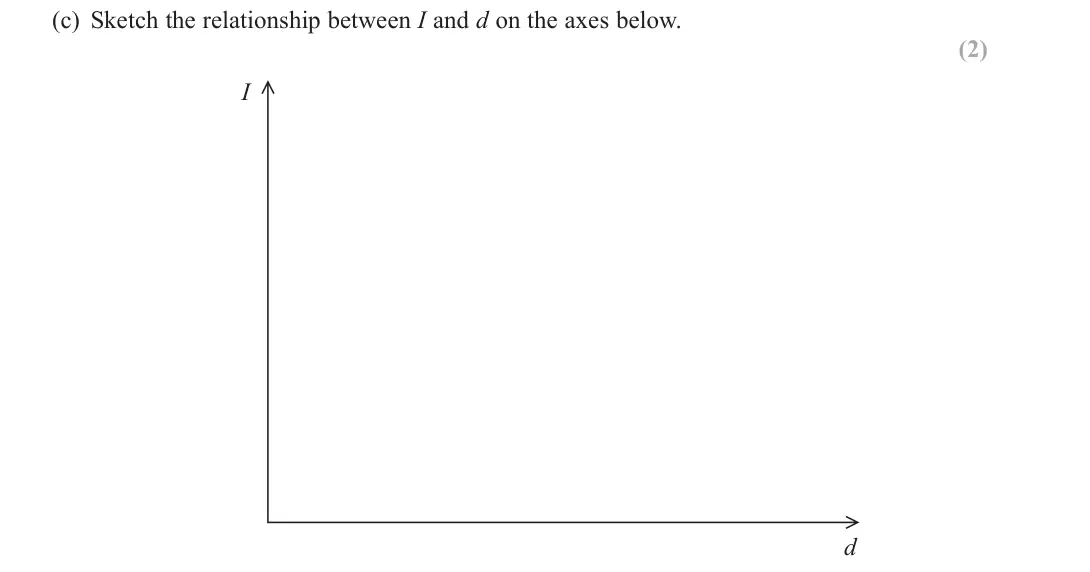 (c) Sketch the relationship between I and d on the axes below.
(2)
I
d